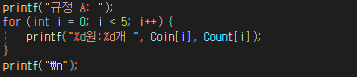 printf("규정 A: ");
for (int i = 0; i < 5; i++) {
printf("%d원:%d개 ", Coin[i], Count[i]);
}
printf("₩n");